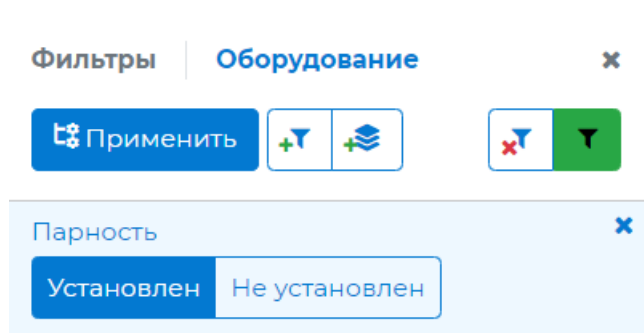 Фильтры Оборудование
Применить
Парность
Установлен Не установлен